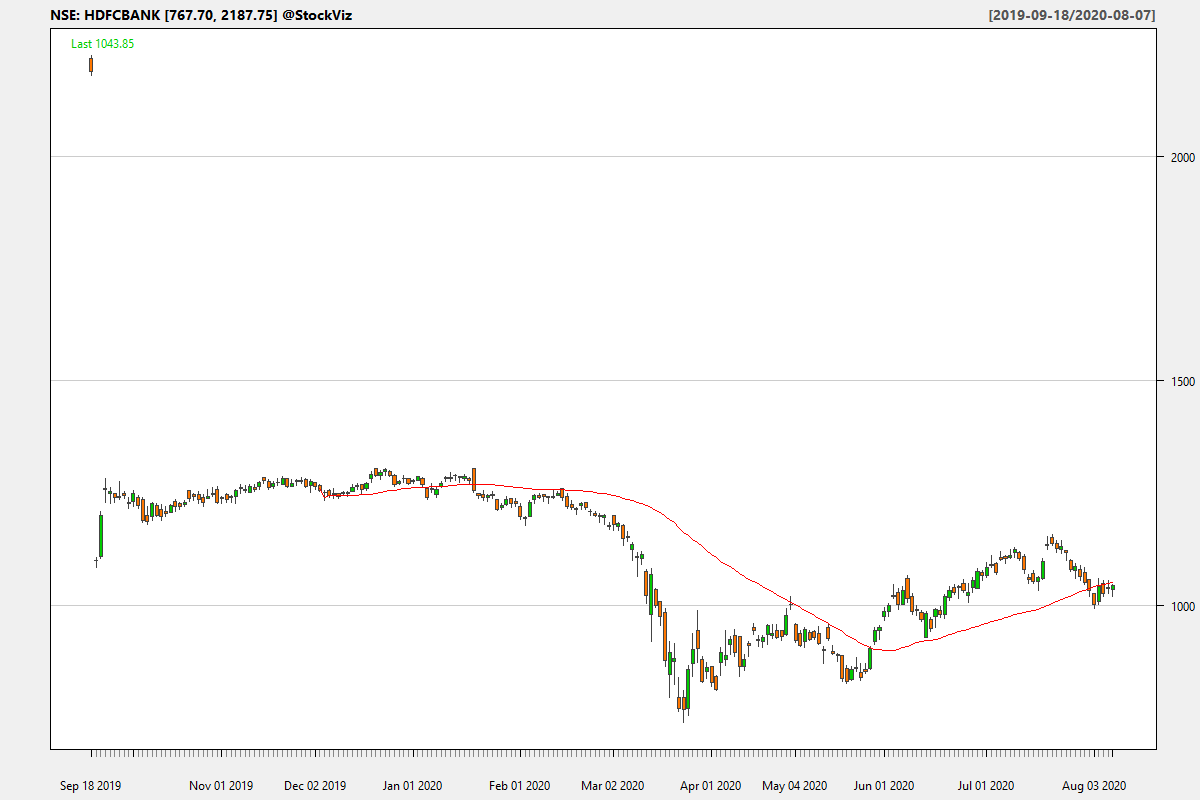 NSE: HDFCBANK [767.70, 2187.75] @StockViz
[2019-09-18/2020-08-07]
Last 1043.85
2000
1500
1000
Sep 18 2019
Nov 01 2019
Dec 02 2019
Jan 01 2020
Feb 01 2020
Mar 02 2020
Apr 01 2020
May 04 2020
Jun 01 2020
Jul 01 2020
Aug 03 2020